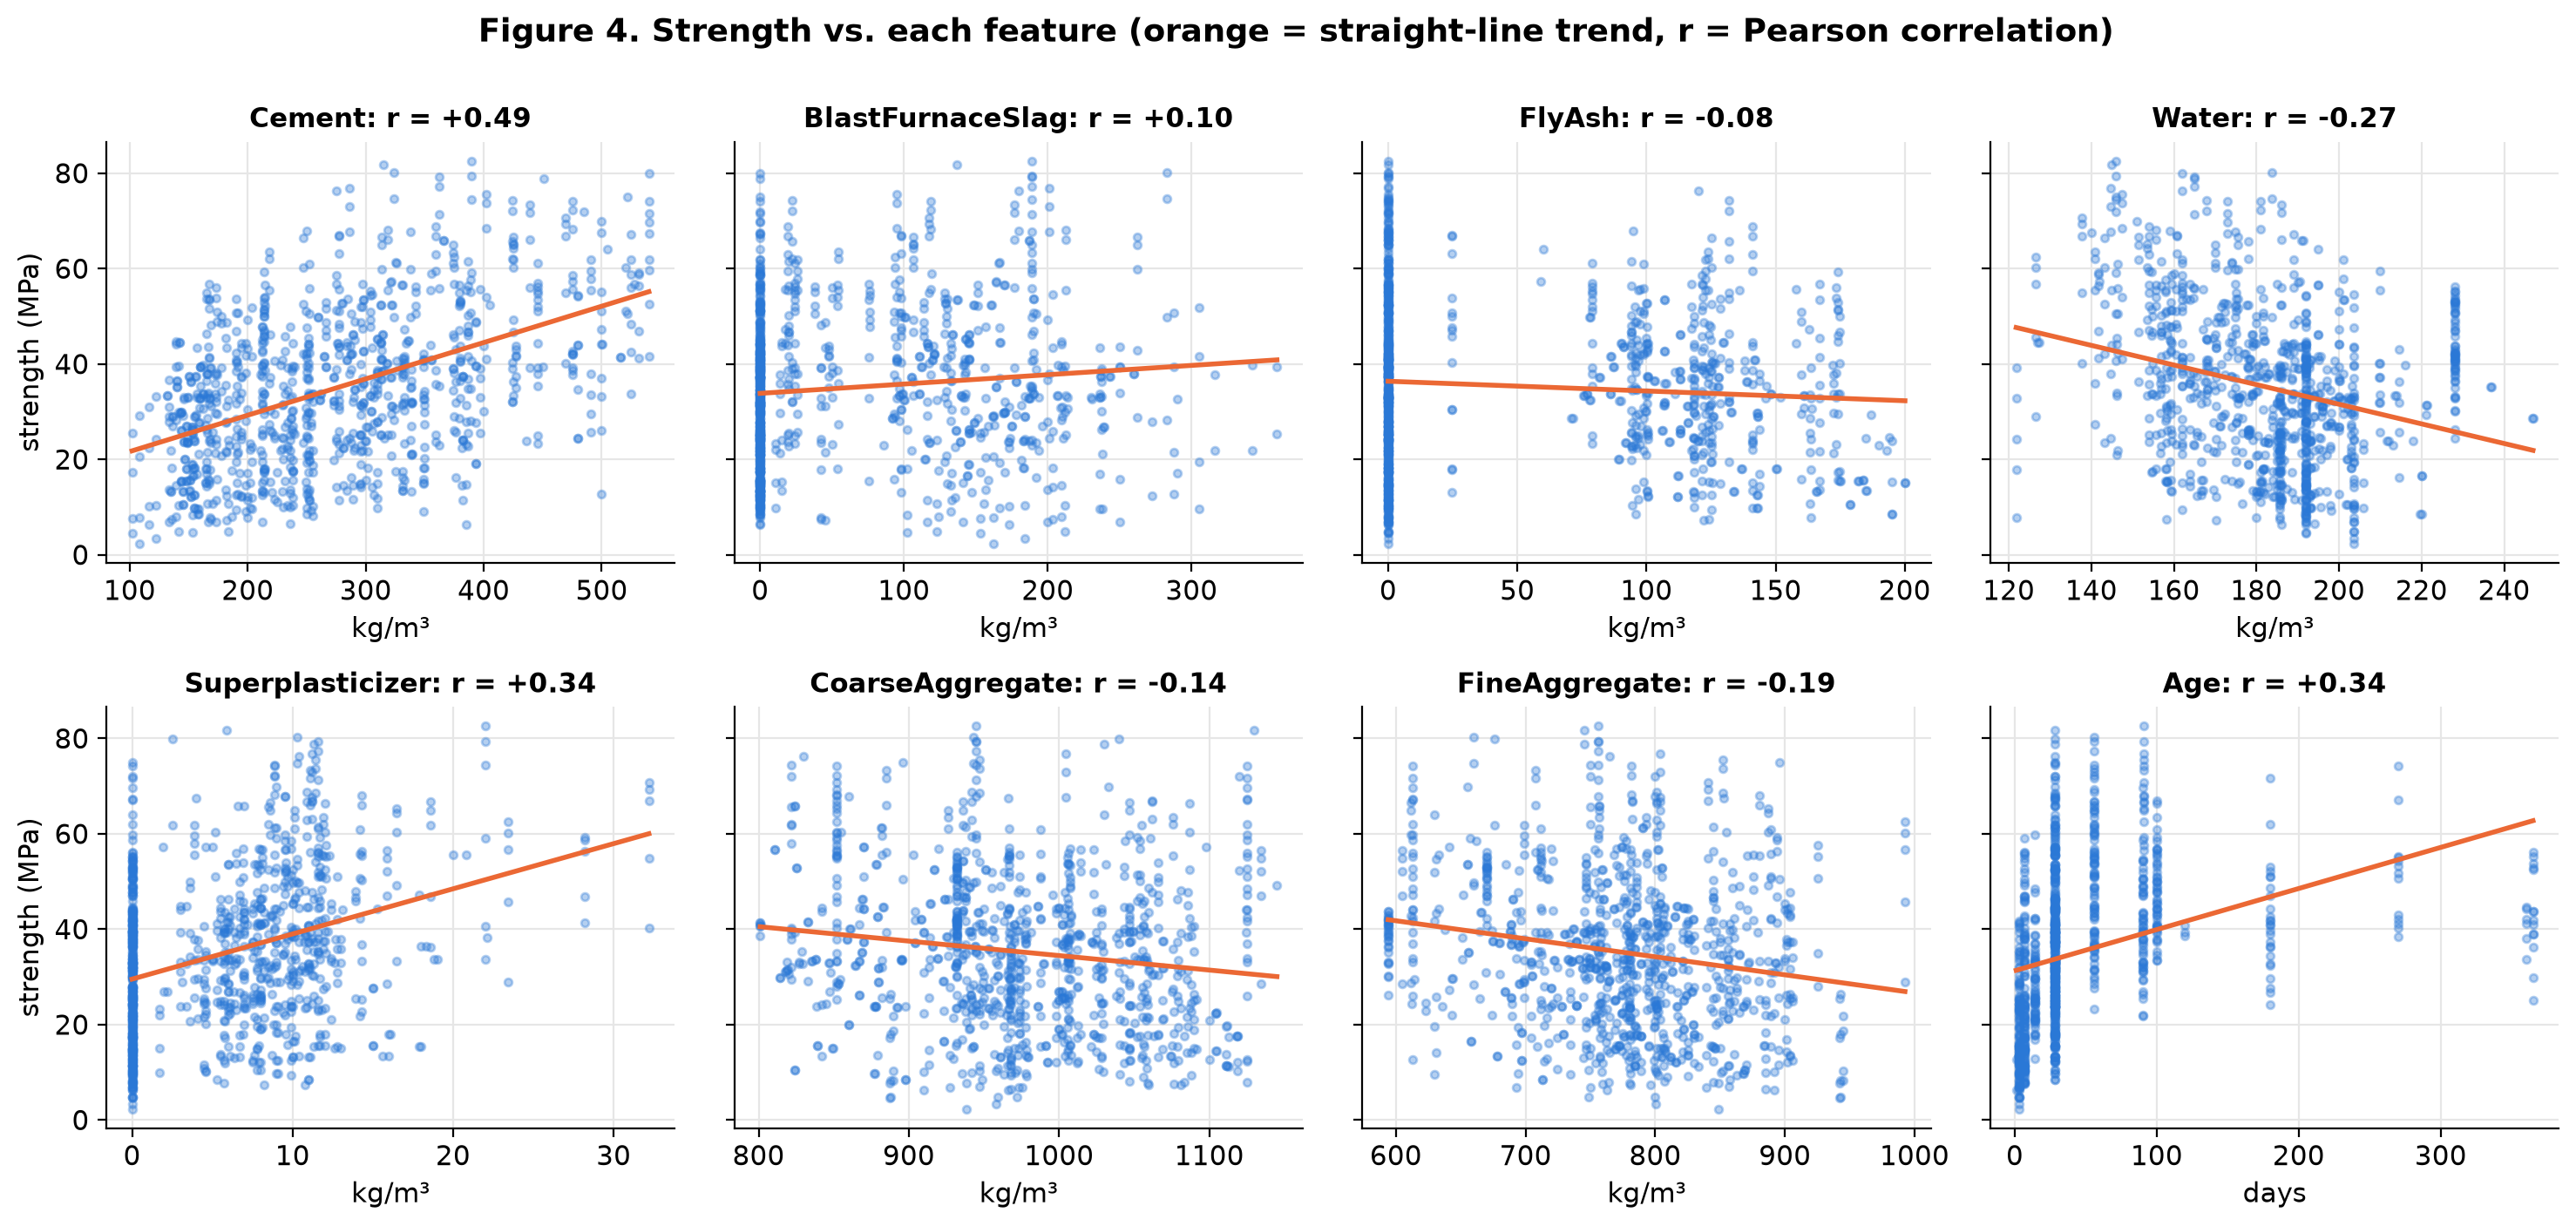 Figure 4. Strength vs. each feature (orange = straight-line trend, r = Pearson correlation)
Cement: r = +0.49
BlastFurnaceSlag: r = +0.10
FlyAsh: r = -0.08
Water: r = -0.27
strength (MPa)
80
60
40
20
0
100 200 300 400 500
0 100 200 300
0 50 100 150 200
120 140 160 180 200 220 240
kg/m³
kg/m³
kg/m³
kg/m³
Superplasticizer: r = +0.34
CoarseAggregate: r = -0.14
FineAggregate: r = -0.19
Age: r = +0.34
strength (MPa)
80
60
40
20
0
0 10 20 30
800 900 1000 1100
600 700 800 900 1000
0 100 200 300
kg/m³
kg/m³
kg/m³
days